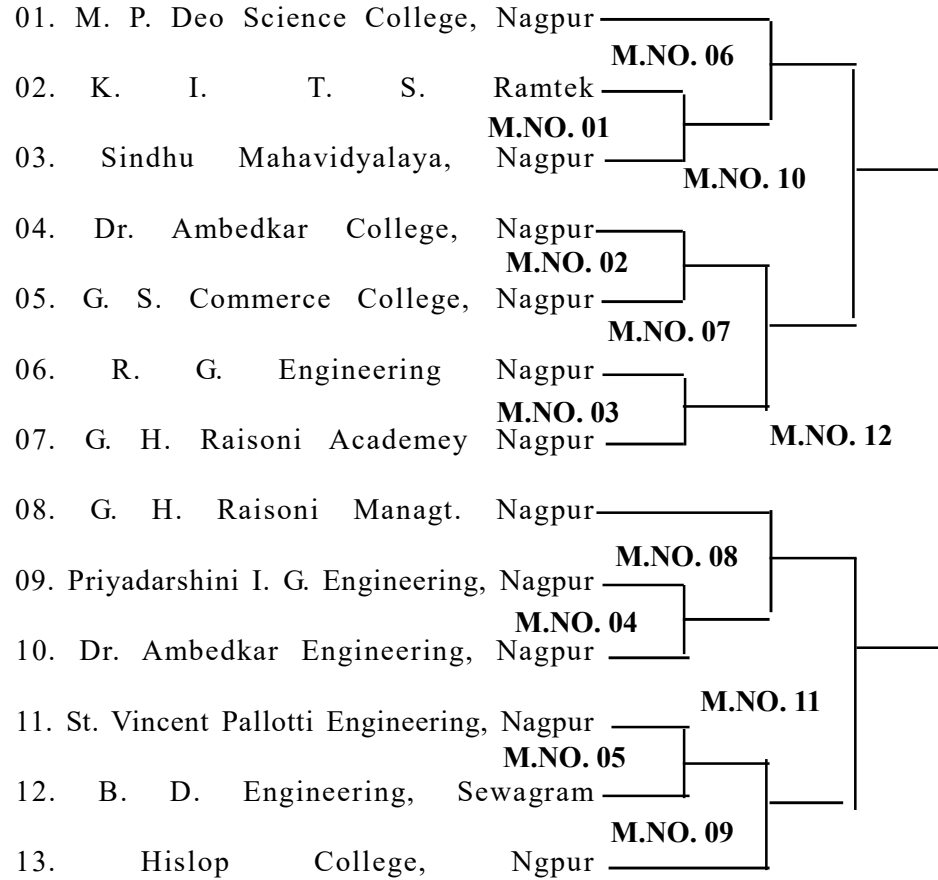 01. M. P. Deo Science College, Nagpur
M.NO. 06
02. K. I. T. S. Ramtek
M.NO. 01
03. Sindhu Mahavidyalaya, Nagpur
M.NO. 10
04. Dr. Ambedkar College, Nagpur
M.NO. 02
05. G. S. Commerce College, Nagpur
M.NO. 07
06. R. G. Engineering Nagpur
M.NO. 03
07. G. H. Raisoni Academey Nagpur
M.NO. 12
08. G. H. Raisoni Managt. Nagpur
M.NO. 08
09. Priyadarshini I. G. Engineering, Nagpur
M.NO. 04
10. Dr. Ambedkar Engineering, Nagpur
M.NO. 11
11. St. Vincent Pallotti Engineering, Nagpur
M.NO. 05
12. B. D. Engineering, Sewagram
M.NO. 09
13. Hislop College, Ngpur